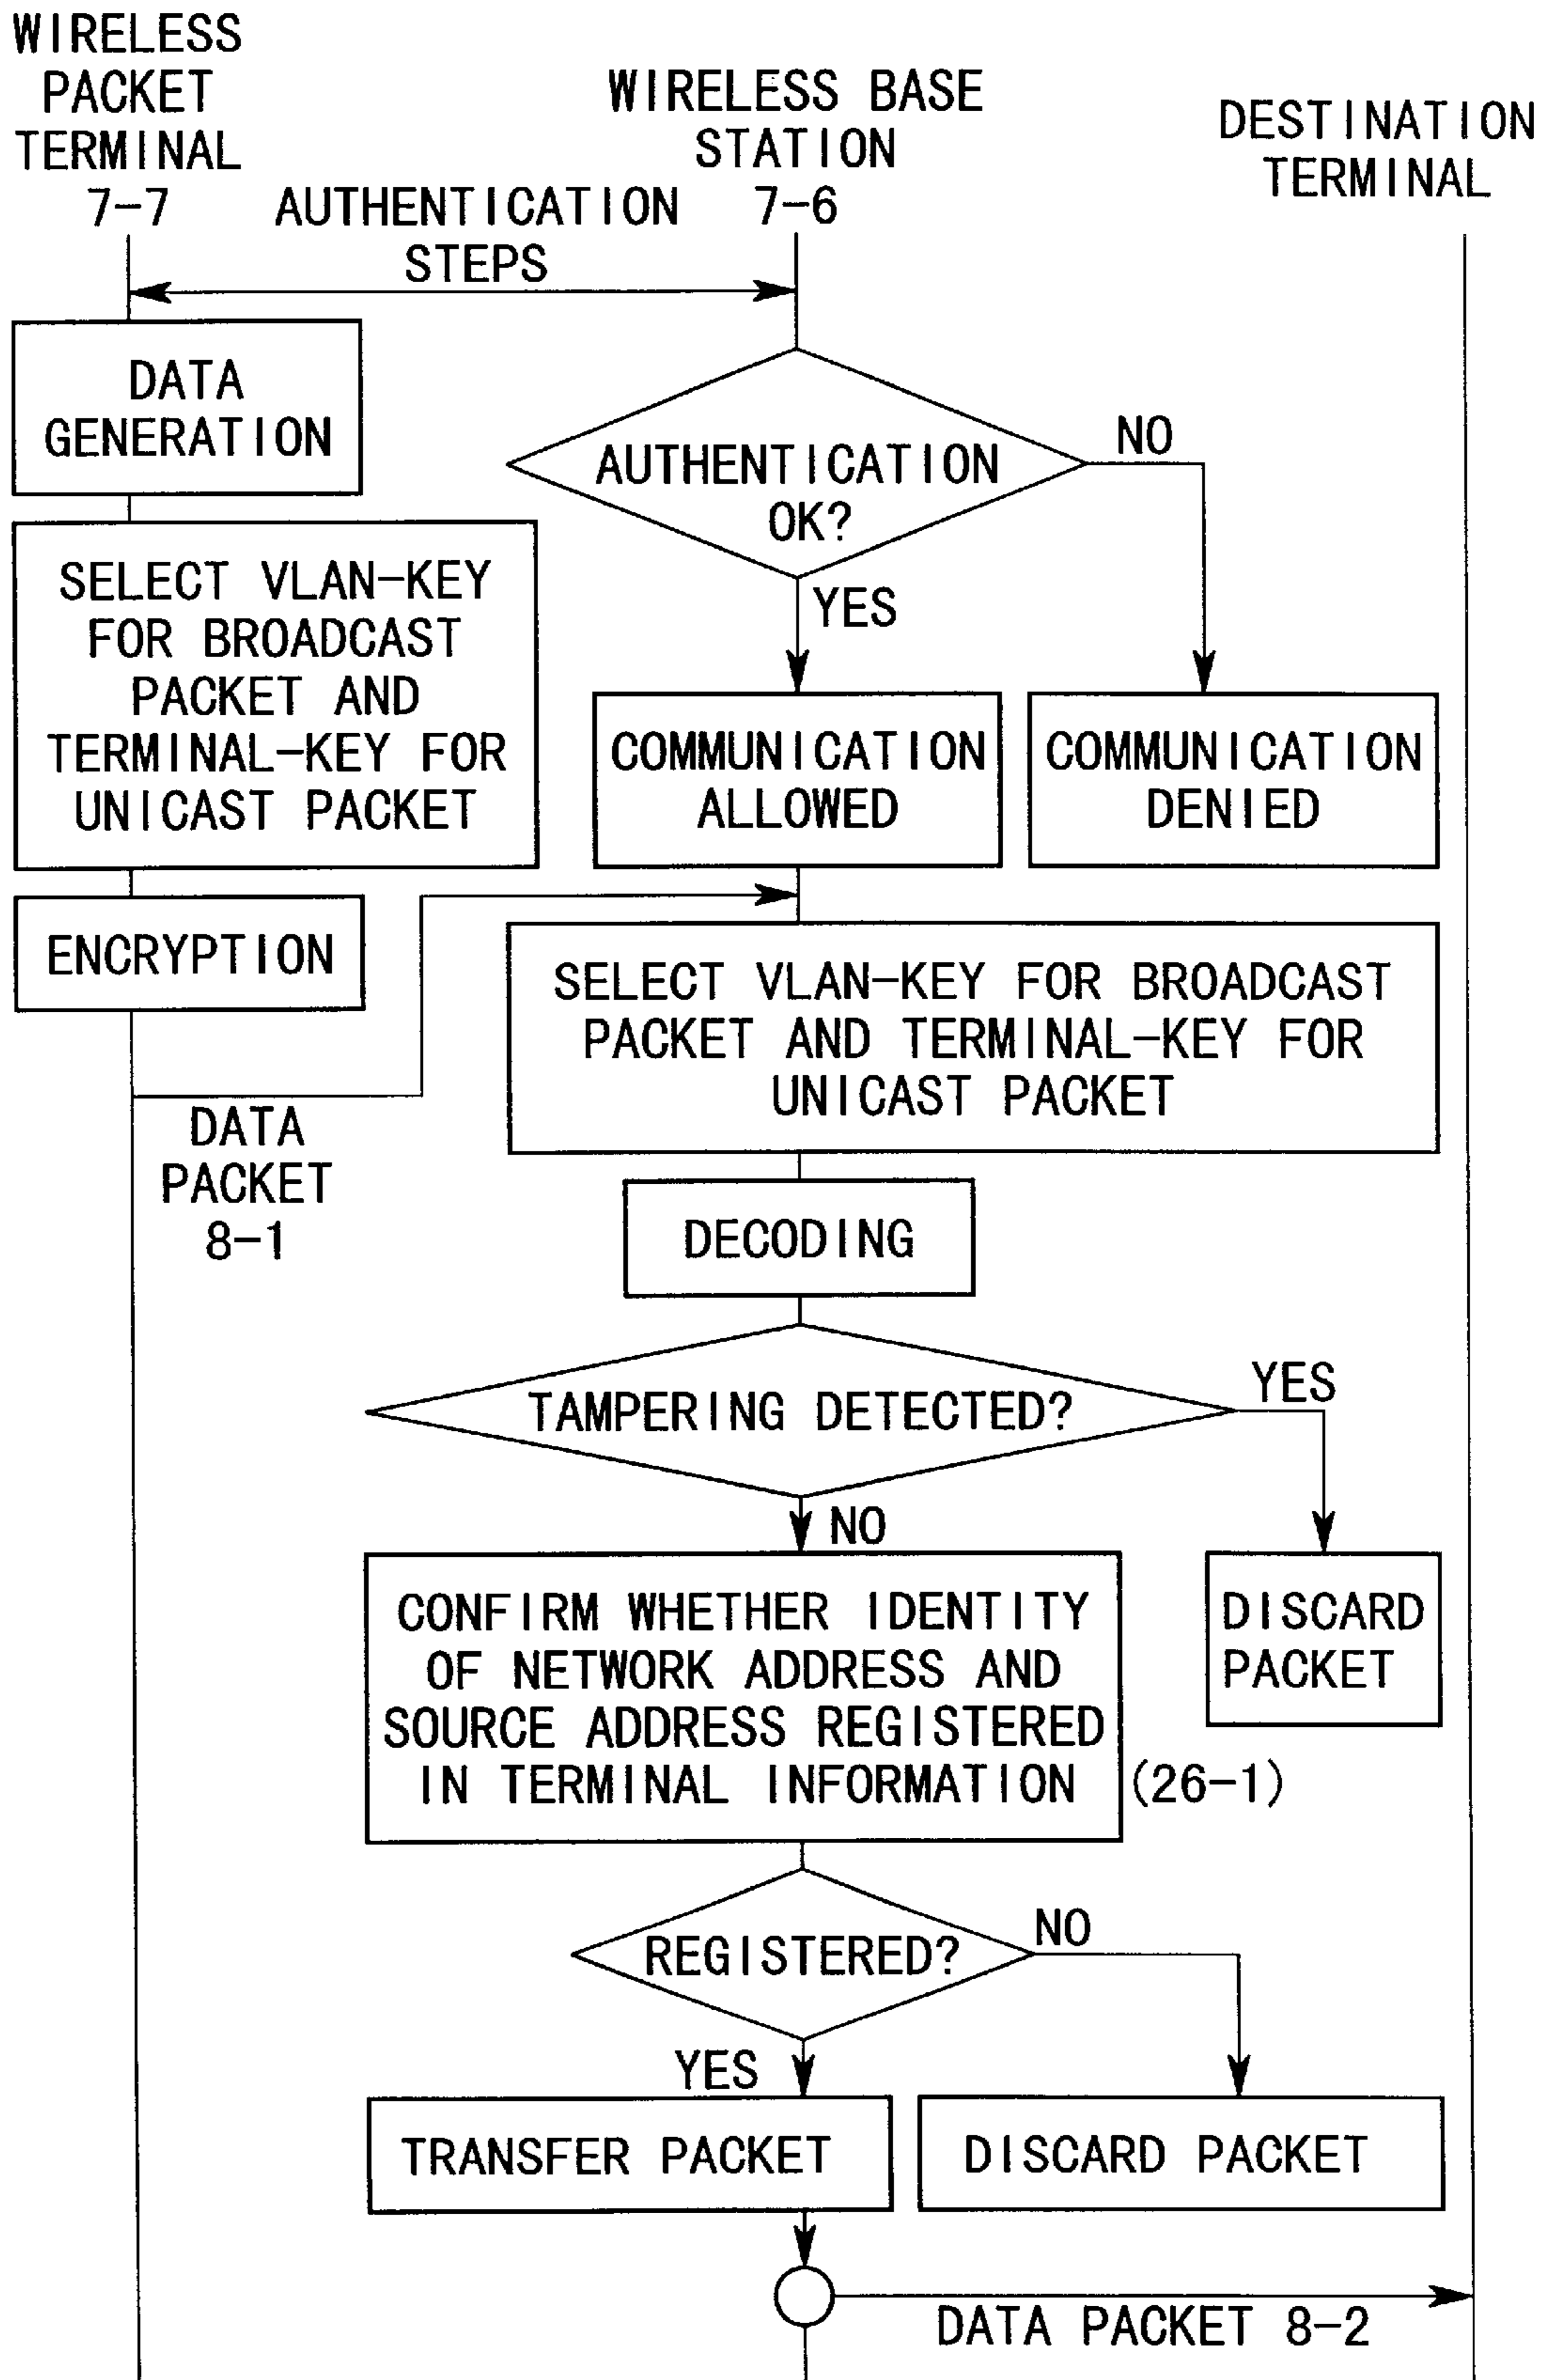 WIRELESS
PACKET
TERMINAL
7-7
WIRELESS BASE
STATION
7-6
DESTINATION
TERMINAL
AUTHENTICATION
STEPS
DATA
GENERATION
AUTHENTICATION
OK?
NO
YES
SELECT VLAN-KEY
FOR BROADCAST
PACKET AND
TERMINAL-KEY FOR
UNICAST PACKET
COMMUNICATION
ALLOWED
COMMUNICATION
DENIED
ENCRYPTION
SELECT VLAN-KEY FOR BROADCAST
PACKET AND TERMINAL-KEY FOR
UNICAST PACKET
DATA
PACKET
8-1
DECODING
TAMPERING DETECTED?
YES
NO
CONFIRM WHETHER IDENTITY
OF NETWORK ADDRESS AND
SOURCE ADDRESS REGISTERED
IN TERMINAL INFORMATION
(26-1)
DISCARD
PACKET
REGISTERED?
NO
YES
TRANSFER PACKET
DISCARD PACKET
DATA PACKET 8-2